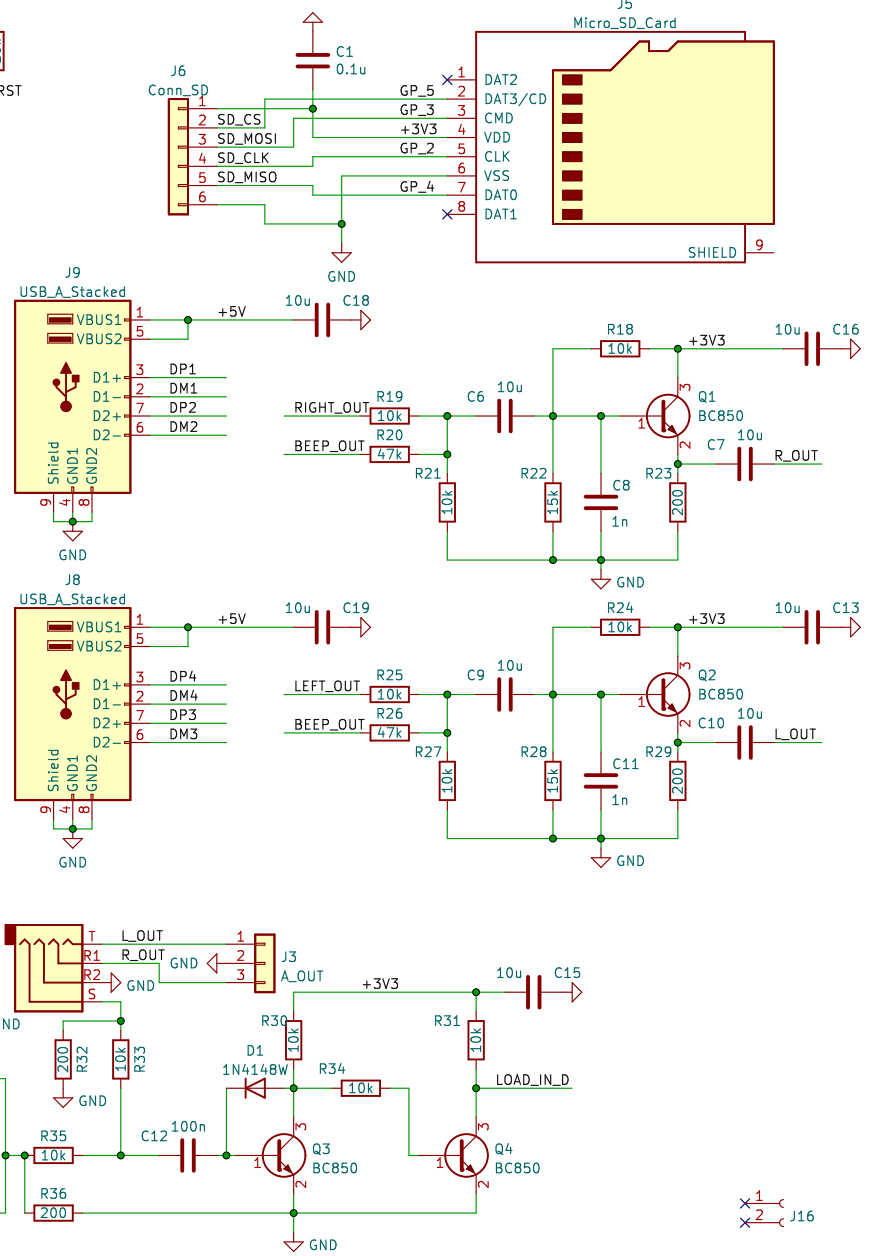 J5
Micro_SD_Card
RST
C1
0.1u
J6
Conn_SD
1
2 SD_CS
3 SD_MOSI
4 SD_CLK
5 SD_MISO
6
GP_5
GP_3
+3V3
GP_2
GP_4
1 DAT2
2 DAT3/CD
3 CMD
4 VDD
5 CLK
6 VSS
7 DAT0
8 DAT1
SHIELD 9
GND
J9
USB_A_Stacked
VBUS1 1 +5V
VBUS2 5
10u C18
D1+ 3 DP1
D1- 2 DM1
D2+ 7 DP2
D2- 6 DM2
Shield
GND1
GND2
9 4 8
GND
R18
10k
+3V3
10u C16
RIGHT_OUT
R19
10k
BEEP_OUT
R20
47k
C6
10u
3
Q1
BC850
1
2
C7
10u
R_OUT
R21
10k
R22
15k
C8
1n
R23
200
GND
J8
USB_A_Stacked
VBUS1 1 +5V
VBUS2 5
10u C19
D1+ 3 DP4
D1- 2 DM4
D2+ 7 DP3
D2- 6 DM3
Shield
GND1
GND2
9 4 8
GND
R24
10k
+3V3
10u C13
LEFT_OUT
R25
10k
BEEP_OUT
R26
47k
C9
10u
3
Q2
BC850
1
2
C10
10u
L_OUT
R27
10k
R28
15k
C11
1n
R29
200
GND
T L_OUT
R1 R_OUT
R2 GND
S
ND
1
GND 2
3
J3
A_OUT
200
R32
10k
R33
GND
+3V3
10u C15
R30
10k
R31
10k
D1
1N4148W
R34
10k
LOAD_IN_D
R35
10k
C12
100n
3
1
2
Q3
BC850
3
1
2
Q4
BC850
R36
200
GND
1
2
J16